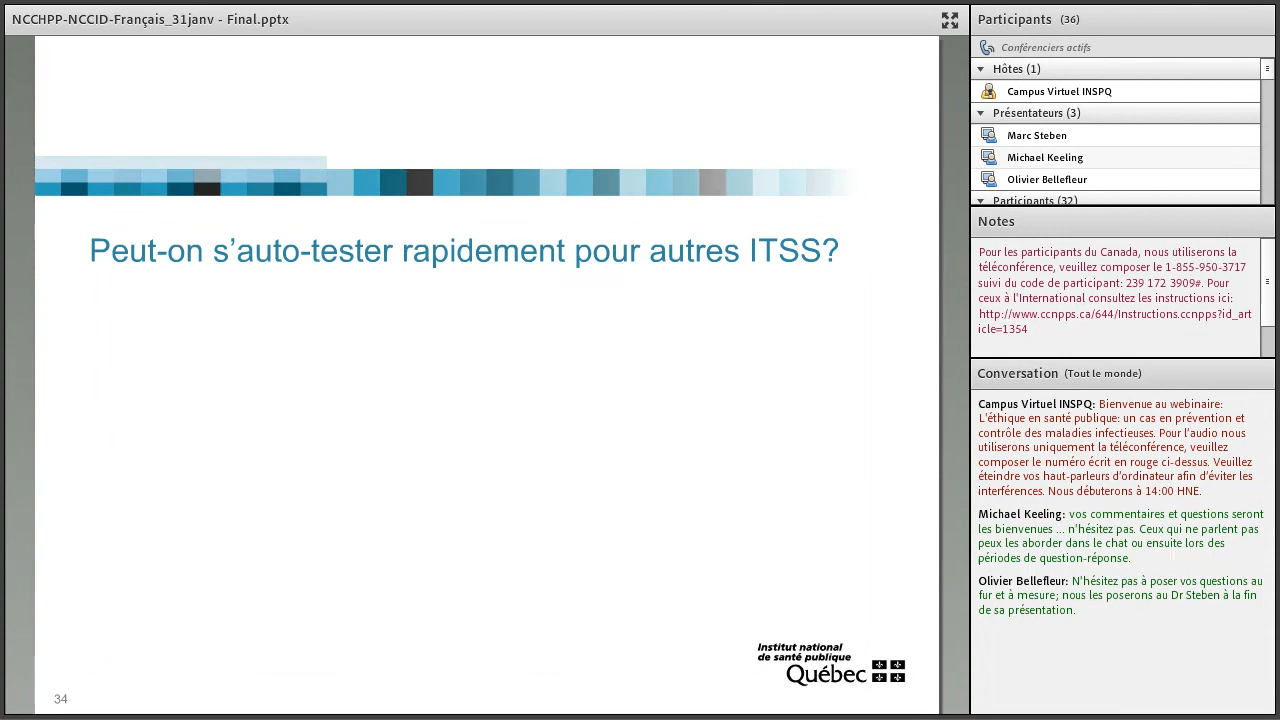 NCCHPP-NCCID-Français_31janv - Final.pptx
Peut-on s’auto-tester rapidement pour autres ITSS?
Institut national
de santé publique
Québec
34
Participants (36)
Conférenciers actifs
Hôtes (1)
Campus Virtuel INSPQ
Présentateurs (3)
Marc Steben
Michael Keeling
Olivier Bellefleur
Participants (32)
Notes
Pour les participants du Canada, nous utiliserons la
téléconférence, veuillez composer le 1-855-950-3717
suivi du code de participant: 239 172 3909#. Pour
ceux à l'International consultez les instructions ici:
http://www.ccnpps.ca/644/Instructions.ccnpps?id_art
icle=1354
Conversation (Tout le monde)
Campus Virtuel INSPQ: Bienvenue au webinaire:
L'éthique en santé publique: un cas en prévention et
contrôle des maladies infectieuses. Pour l’audio nous
utiliserons uniquement la téléconférence, veuillez
composer le numéro écrit en rouge ci-dessus. Veuillez
éteindre vos haut-parleurs d’ordinateur afin d’éviter les
interférences. Nous débuterons à 14:00 HNE.
Michael Keeling: vos commentaires et questions seront
les bienvenues ... n'hésitez pas. Ceux qui ne parlent pas
peux les aborder dans le chat ou ensuite lors des
périodes de question-réponse.
Olivier Bellefleur: N'hésitez pas à poser vos questions au
fur et à mesure; nous les poserons au Dr Steben à la fin
de sa présentation.